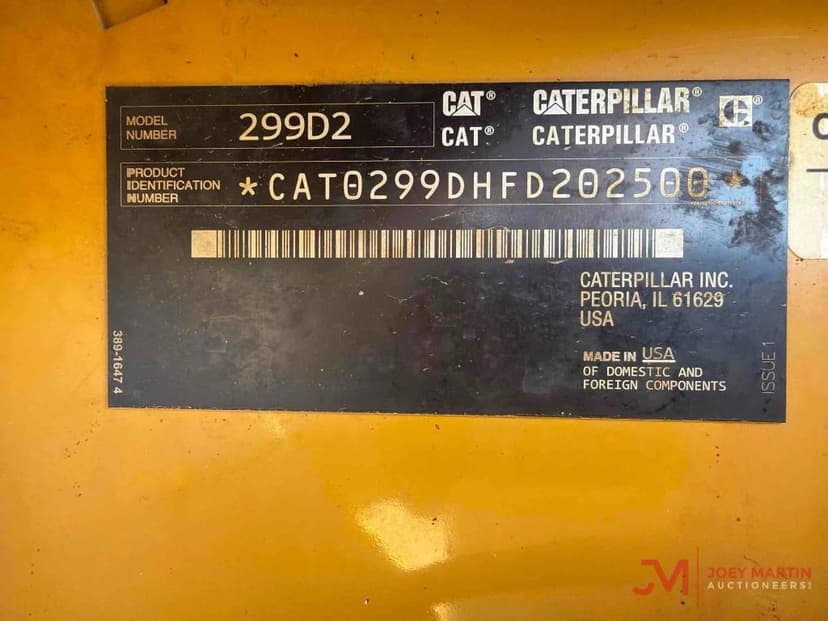 MODEL NUMBER 299D2
CAT® CATERPILLAR®
CAT® CATERPILLAR®
PRODUCT IDENTIFICATION NUMBER *CAT0299DHFD202500*
CATERPILLAR INC.
PEORIA, IL 61629
USA
MADE IN USA
OF DOMESTIC AND
FOREIGN COMPONENTS
389-1647 4
ISSUE 1
JM JOEY MARTIN
AUCTIONEERS